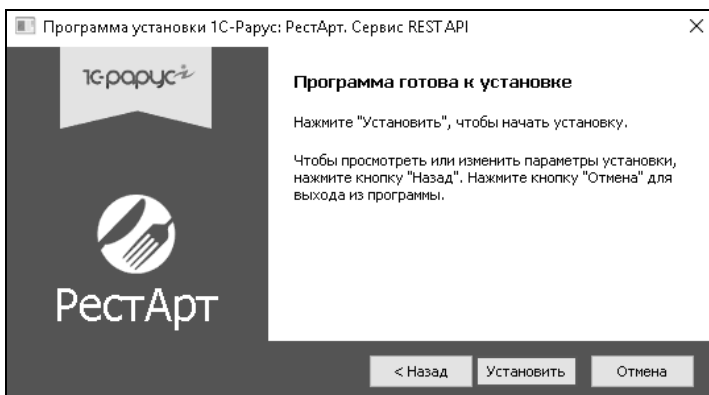 Программа установки 1С-Рарус: РестАрт. Сервис REST API
1С-рарус
Программа готова к установке
Нажмите "Установить", чтобы начать установку.
Чтобы просмотреть или изменить параметры установки,
нажмите кнопку "Назад". Нажмите кнопку "Отмена" для
выхода из программы.
РестАрт
< Назад
Установить
Отмена